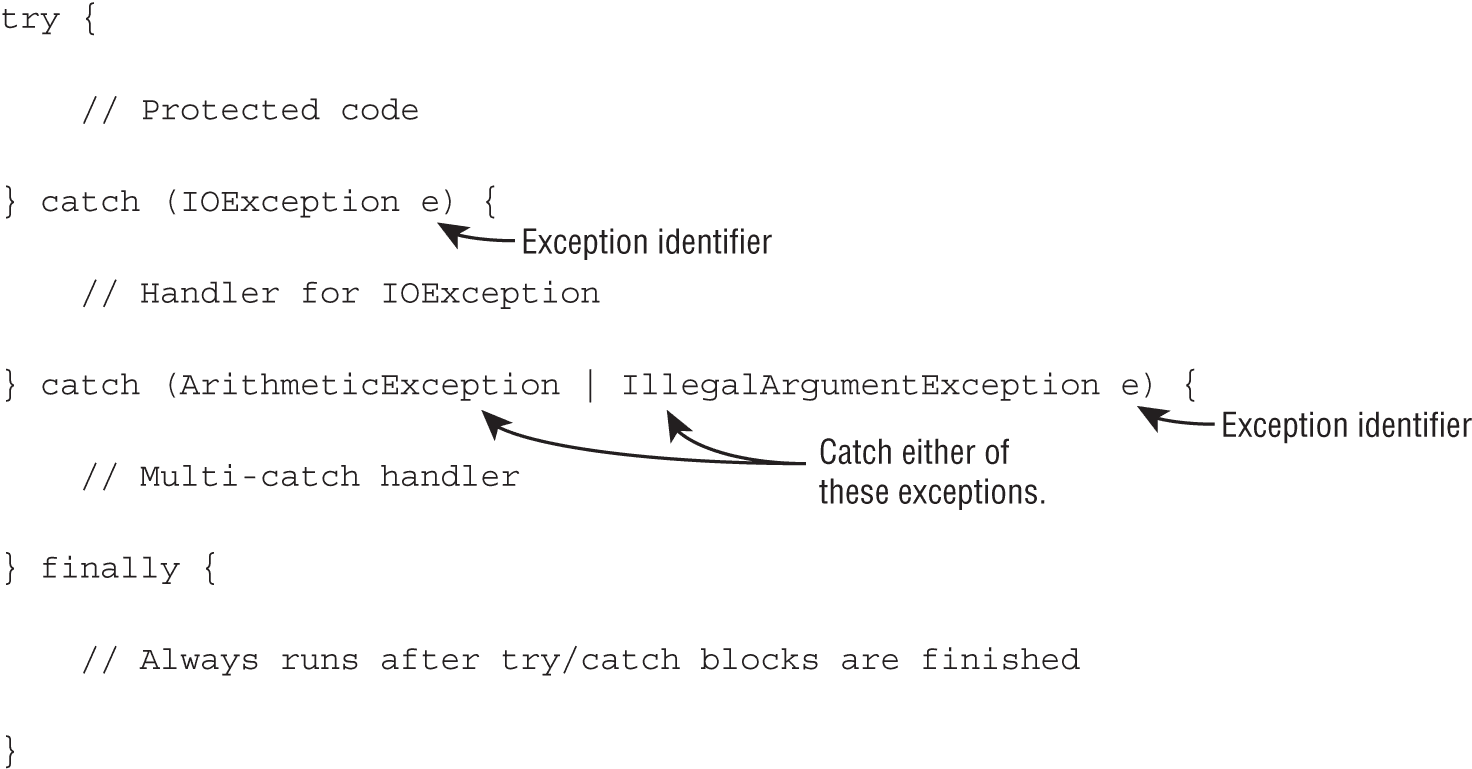 try {
// Protected code
} catch (IOException e) {
Exception identifier
// Handler for IOException
} catch (ArithmeticException | IllegalArgumentException e) {
Exception identifier
Catch either of
these exceptions.
// Multi-catch handler
} finally {
// Always runs after try/catch blocks are finished
}